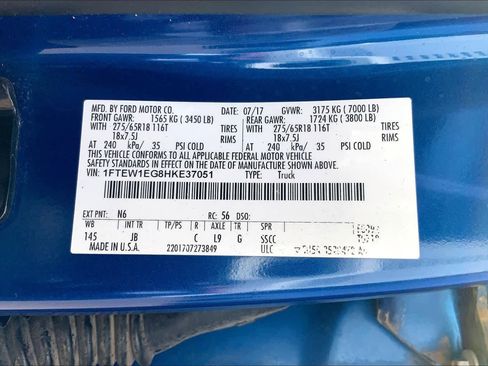 MFD. BY FORD MOTOR CO. DATE: 07/17 GVWR: 3175 KG ( 7000 LB)
FRONT GAWR: 1565 KG ( 3450 LB) REAR GAWR: 1724 KG ( 3800 LB)
WITH 275/65R18 116T TIRES WITH 275/65R18 116T TIRES
18x7.5J RIMS 18x7.5J RIMS
AT 240 kPa/ 35 PSI COLD AT 240 kPa/ 35 PSI COLD
THIS VEHICLE CONFORMS TO ALL APPLICABLE FEDERAL MOTOR VEHICLE
SAFETY STANDARDS IN EFFECT ON THE DATE OF MANUFACTURE SHOWN ABOVE.
VIN: 1FTEW1EG8HKE37051 TYPE: Truck
EXT PNT: N6 RC: 56 DSO:
WB INT TR TP/PS R AXLE TR SPR
145 JB C L9 G SSCC
MADE IN U.S.A. 2201707273849 ULC